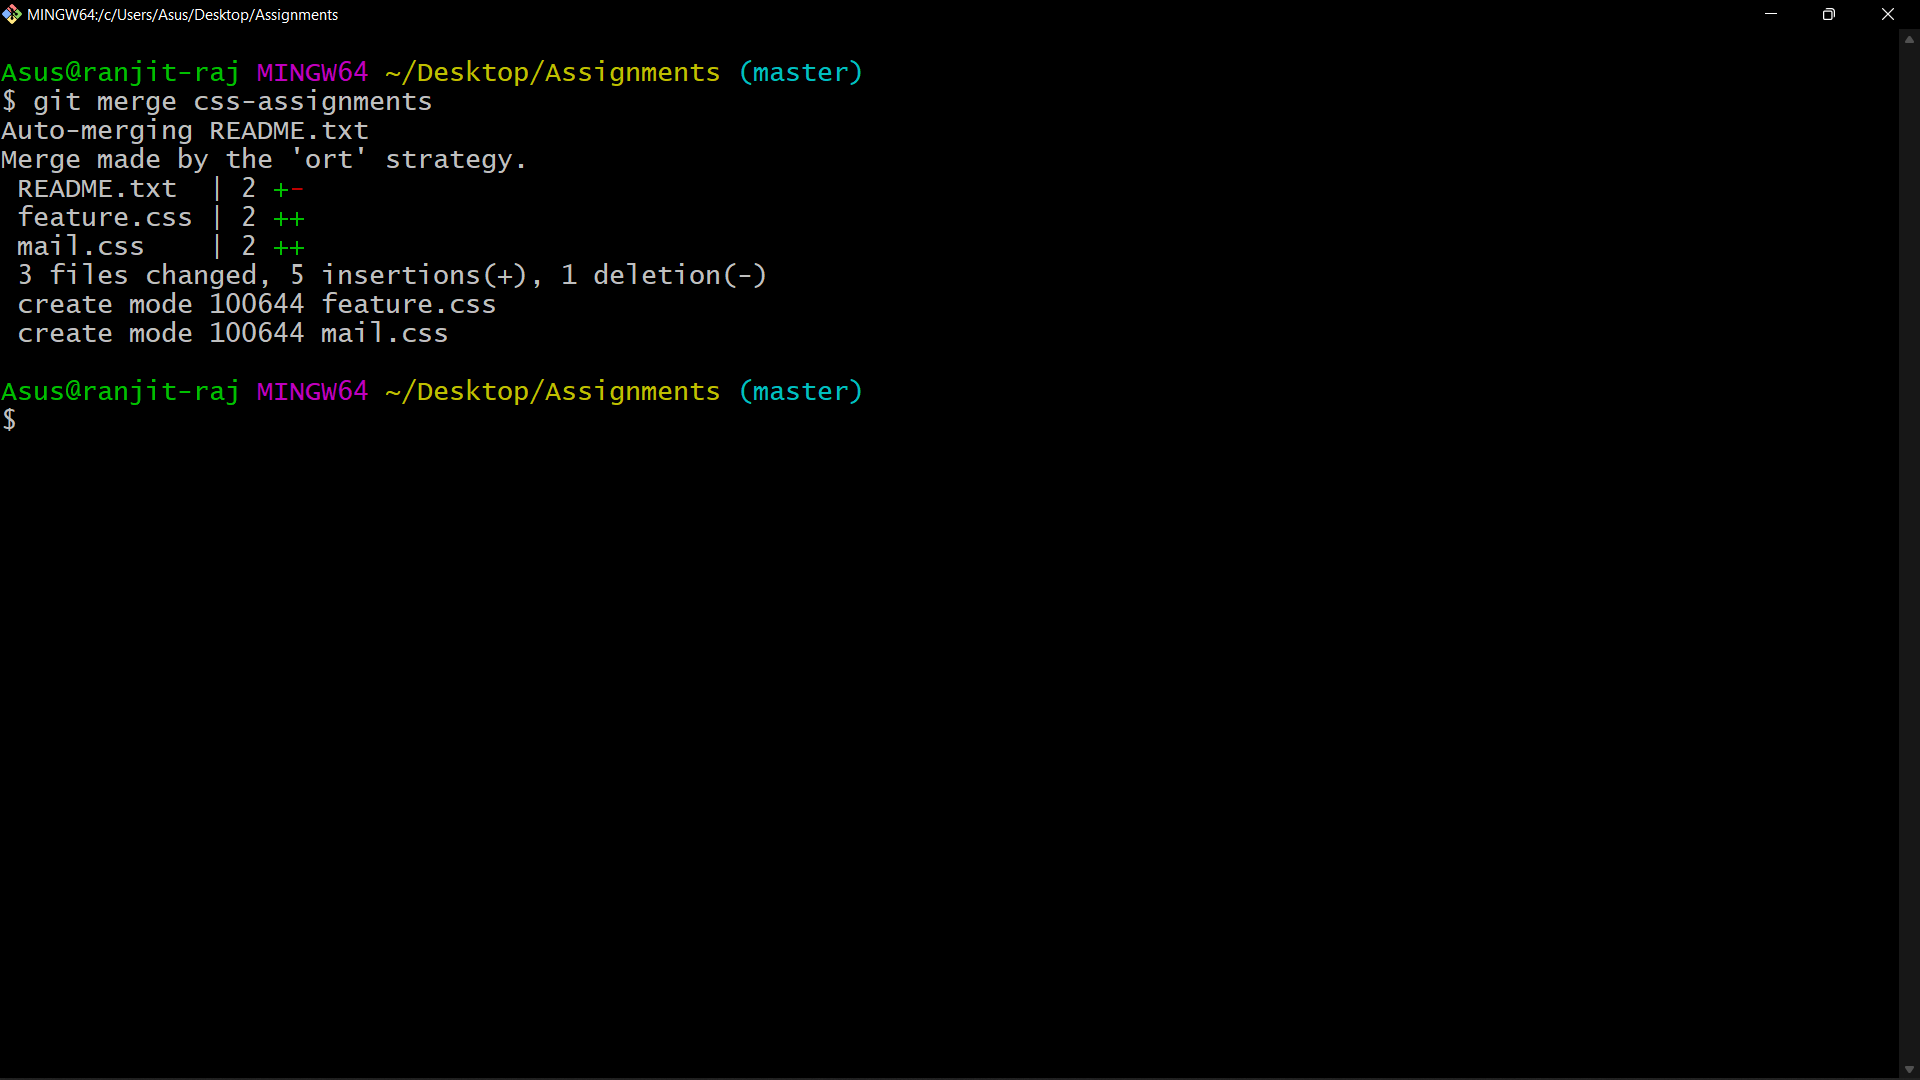 MINGW64:/c/Users/Asus/Desktop/Assignments
Asus@ranjit-raj MINGW64 ~/Desktop/Assignments (master)
$ git merge css-assignments
Auto-merging README.txt
Merge made by the 'ort' strategy.
 README.txt  | 2 +-
 feature.css | 2 ++
 mail.css    | 2 ++
 3 files changed, 5 insertions(+), 1 deletion(-)
 create mode 100644 feature.css
 create mode 100644 mail.css
Asus@ranjit-raj MINGW64 ~/Desktop/Assignments (master)
$